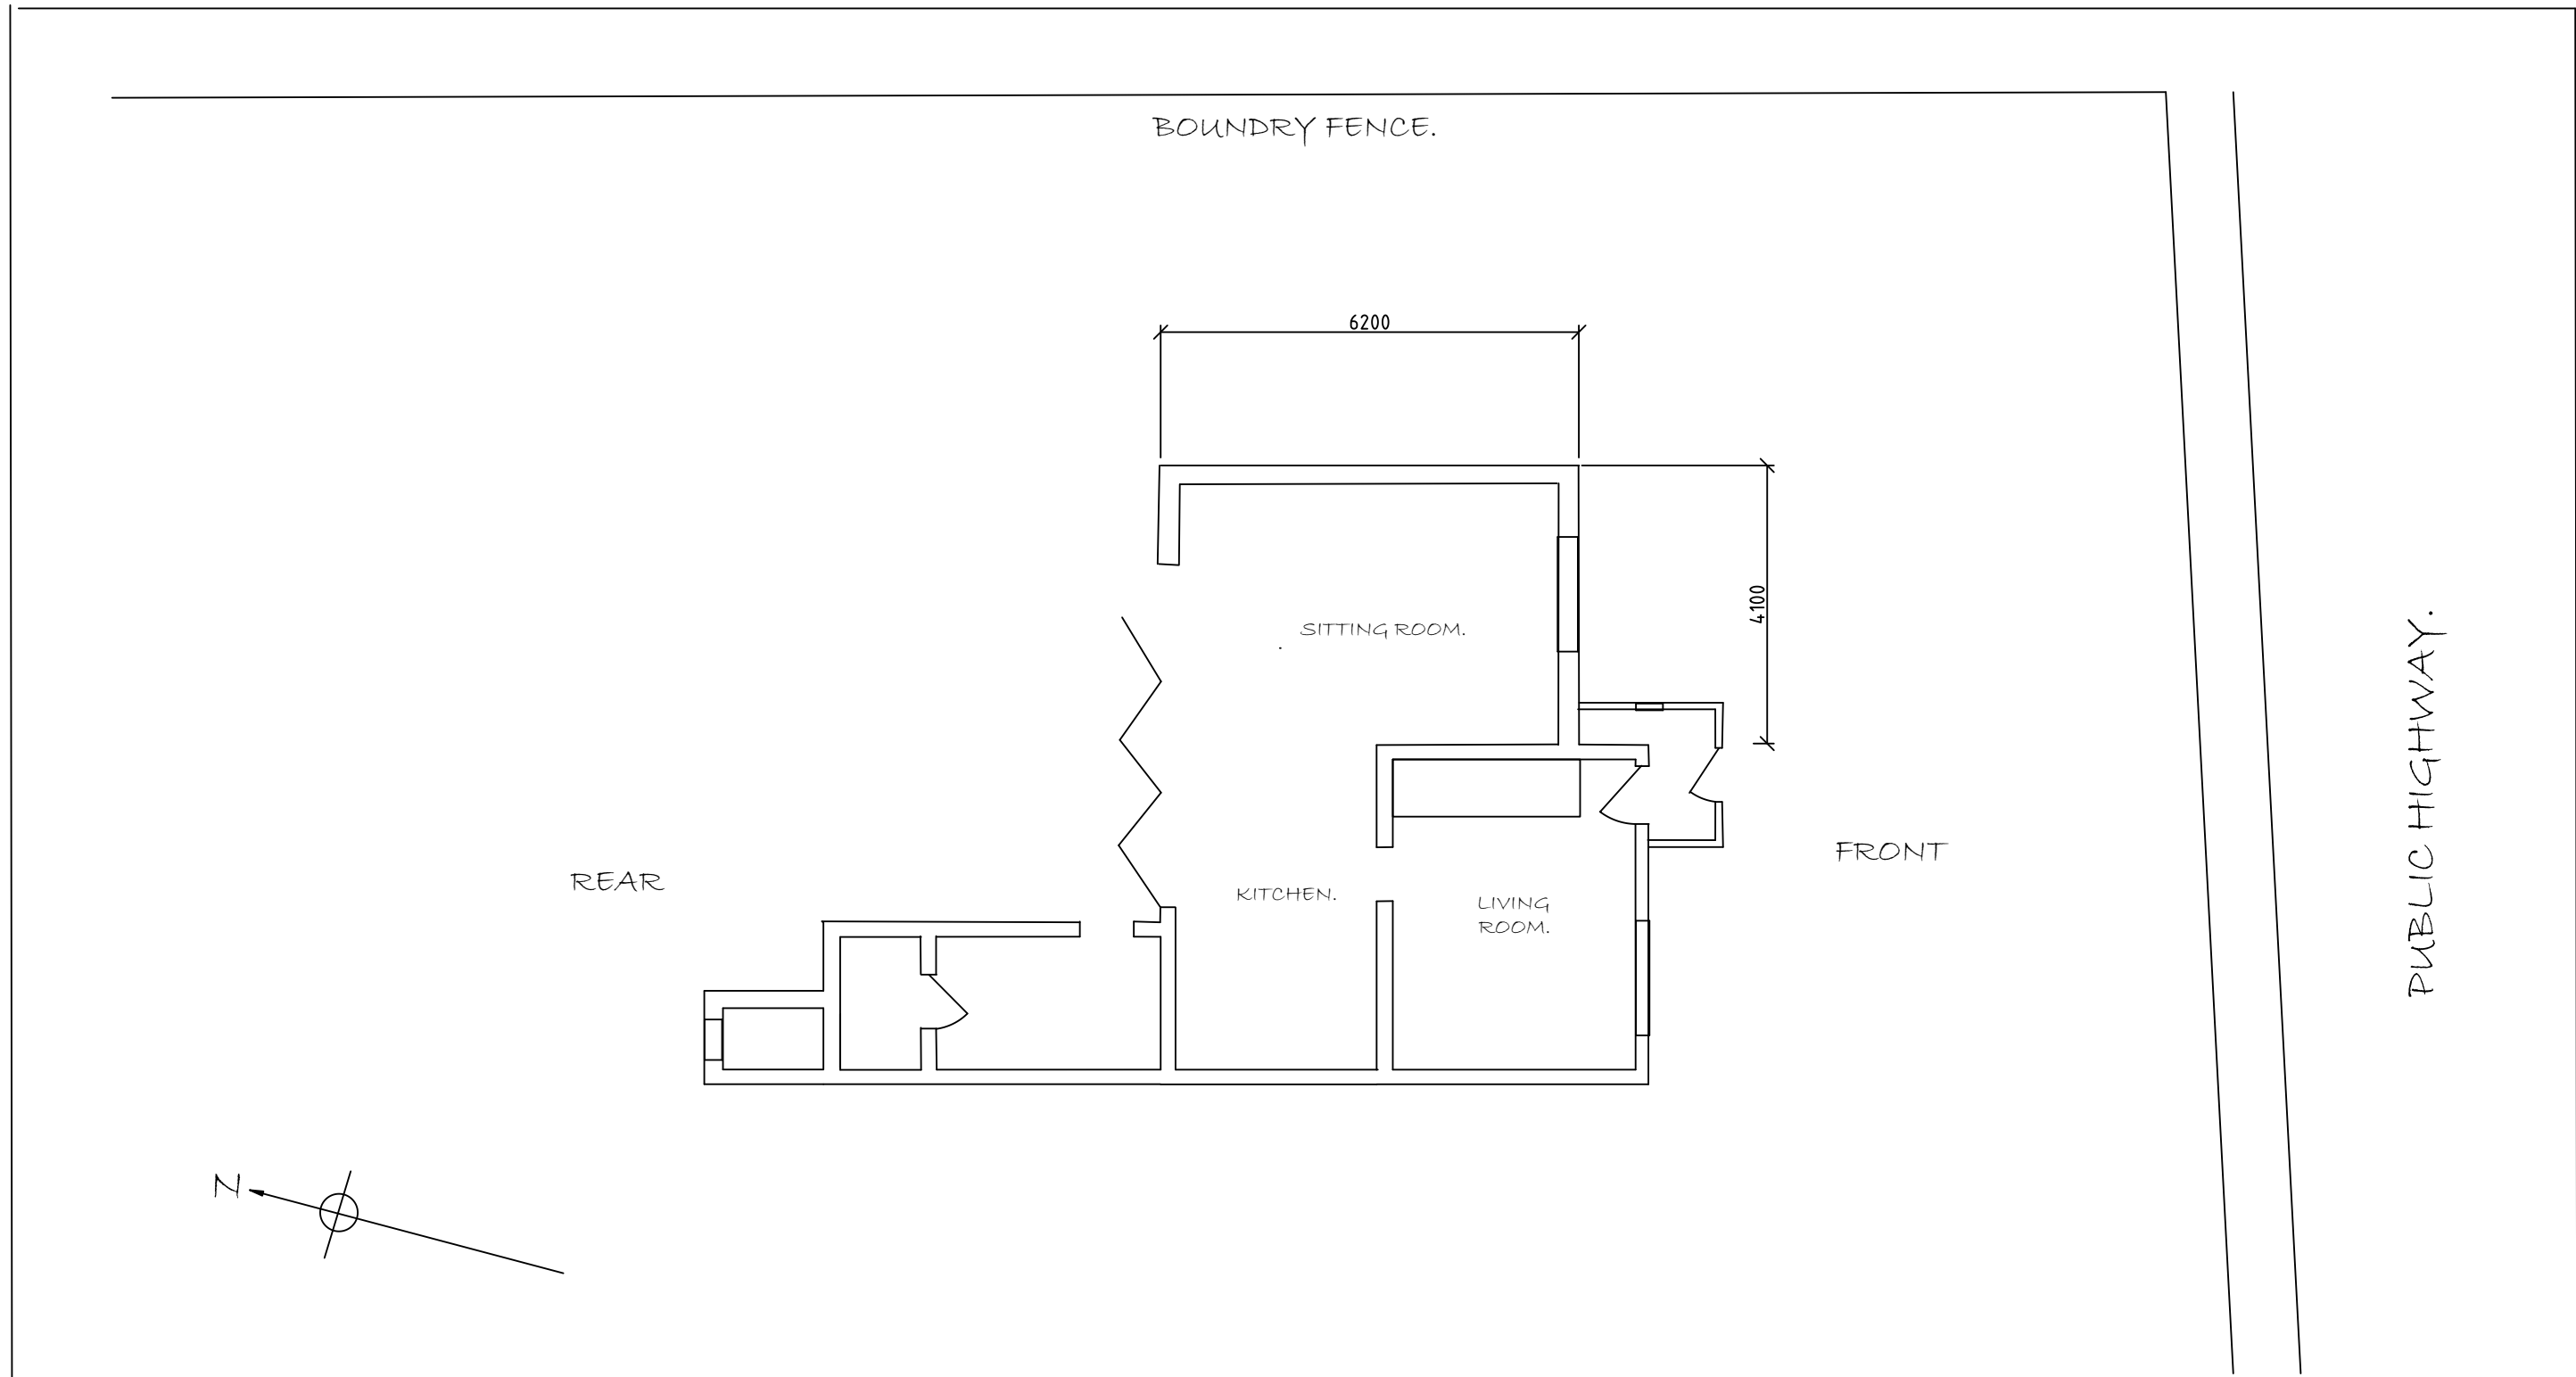 BOUNDRY FENCE.
6200
4100
SITTING ROOM.
PUBLIC HIGHWAY.
FRONT
REAR
KITCHEN.
LIVING
ROOM.
N